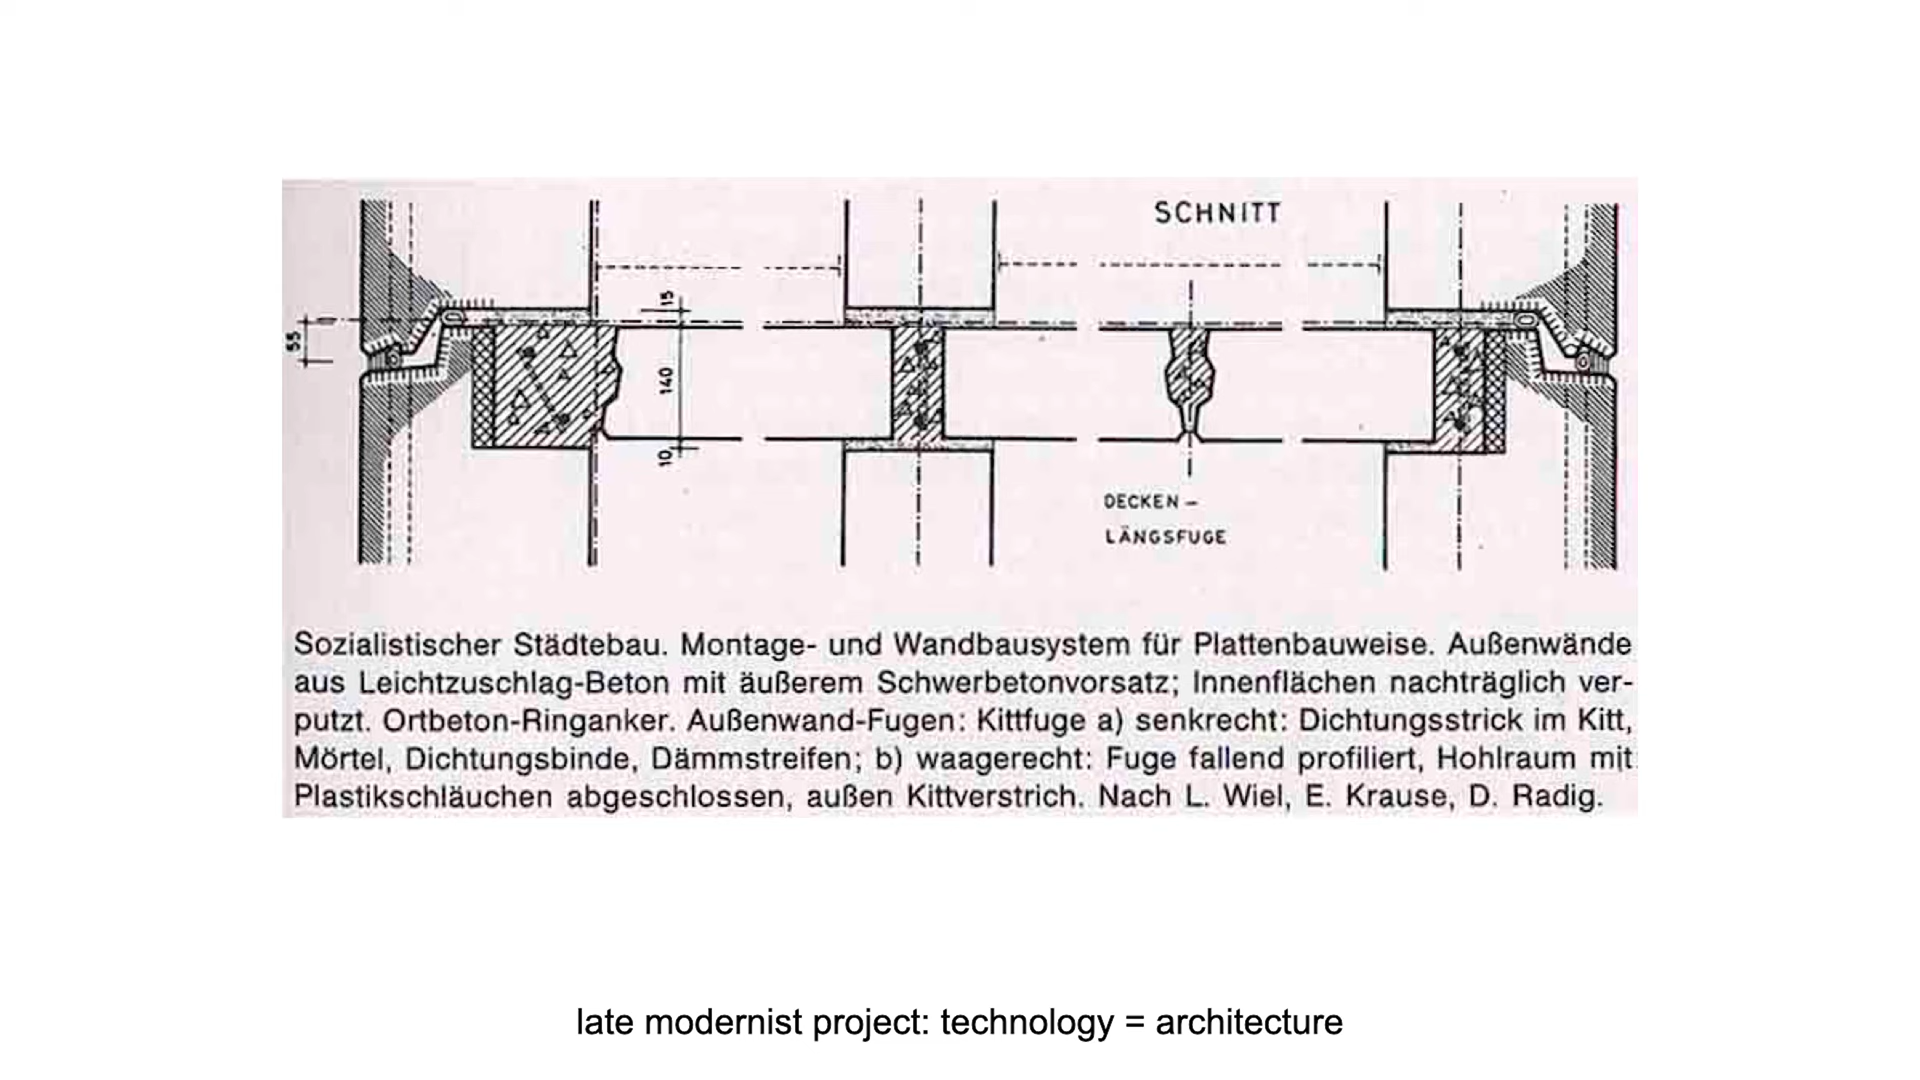 SCHNITT
15
55
140
10
DECKEN –
LÄNGSFUGE
Sozialistischer Städtebau. Montage- und Wandbausystem für Plattenbauweise. Außenwände
aus Leichtzuschlag-Beton mit äußerem Schwerbetonvorsatz; Innenflächen nachträglich ver-
putzt. Ortbeton-Ringanker. Außenwand-Fugen: Kittfuge a) senkrecht: Dichtungsstrick im Kitt,
Mörtel, Dichtungsbinde, Dämmstreifen; b) waagerecht: Fuge fallend profiliert, Hohlraum mit
Plastikschläuchen abgeschlossen, außen Kittverstrich. Nach L. Wiel, E. Krause, D. Radig.
late modernist project: technology = architecture